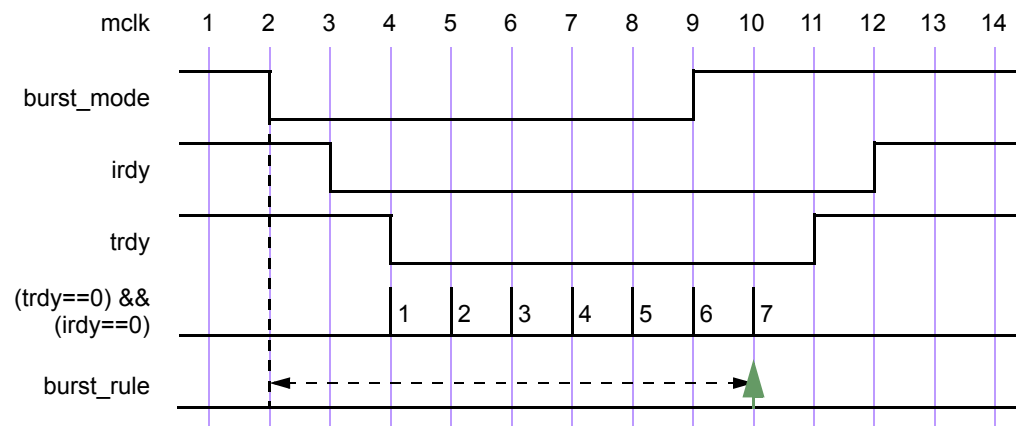 mclk 1 2 3 4 5 6 7 8 9 10 11 12 13 14
burst_mode
irdy
trdy
(trdy==0) &&
(irdy==0)
1 2 3 4 5 6 7
burst_rule